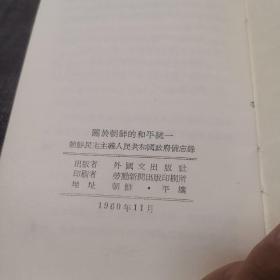 關於朝鮮的和平統一
朝鮮民主主義人民共和國政府備忘錄
出版者 外國文出版社
印刷者 勞動新聞出版印刷所
地址 朝鮮・平壤
1960年11月